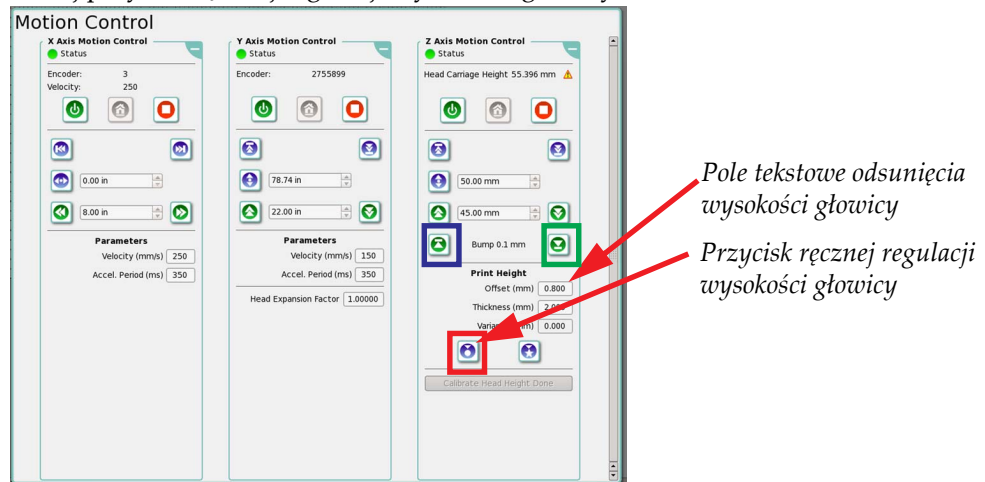 Motion Control
X Axis Motion Control
Status
Encoder: 3
Velocity: 250
0.00 in
8.00 in
Parameters
Velocity (mm/s) 250
Accel. Period (ms) 350
Y Axis Motion Control
Status
Encoder: 2755899
78.74 in
22.00 in
Parameters
Velocity (mm/s) 150
Accel. Period (ms) 350
Head Expansion Factor 1.00000
Z Axis Motion Control
Status
Head Carriage Height 55.396 mm
50.00 mm
45.00 mm
Bump 0.1 mm
Print Height
Offset (mm) 0.800
Thickness (mm)
0.000
Calibrate Head Height Done
Pole tekstowe odsunięcia
wysokości głowicy
Przycisk ręcznej regulacji
wysokości głowicy